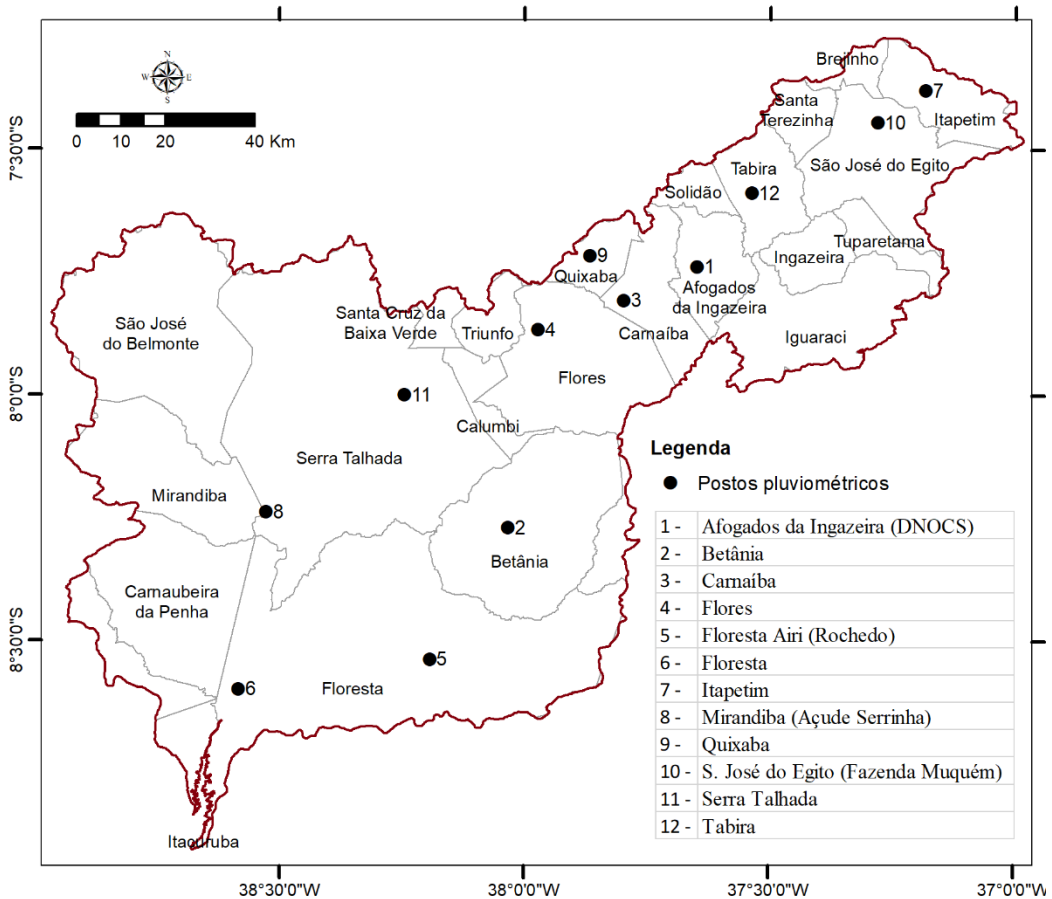 N
W E
S
0 10 20 40 Km
7°30'0"S
8°0'0"S
8°30'0"S
Brejinho
7
Itapetim
Santa
Terezinha
10
São José do Egito
Tabira
12
Solidão
Tuparetama
Ingazeira
9
Quixaba
1
Afogados
da Ingazeira
3
Carnaíba
Iguaraci
São José
do Belmonte
Santa Cruz da
Baixa Verde
Triunfo
4
Flores
11
Calumbi
Serra Talhada
Mirandiba
8
2
Betânia
Carnaubeira
da Penha
5
6
Floresta
Itacuruba
Legenda
Postos pluviométricos
1 - Afogados da Ingazeira (DNOCS)
2 - Betânia
3 - Carnaíba
4 - Flores
5 - Floresta Airi (Rochedo)
6 - Floresta
7 - Itapetim
8 - Mirandiba (Açude Serrinha)
9 - Quixaba
10 - S. José do Egito (Fazenda Muquém)
11 - Serra Talhada
12 - Tabira
38°30'0"W
38°0'0"W
37°30'0"W
37°0'0"W